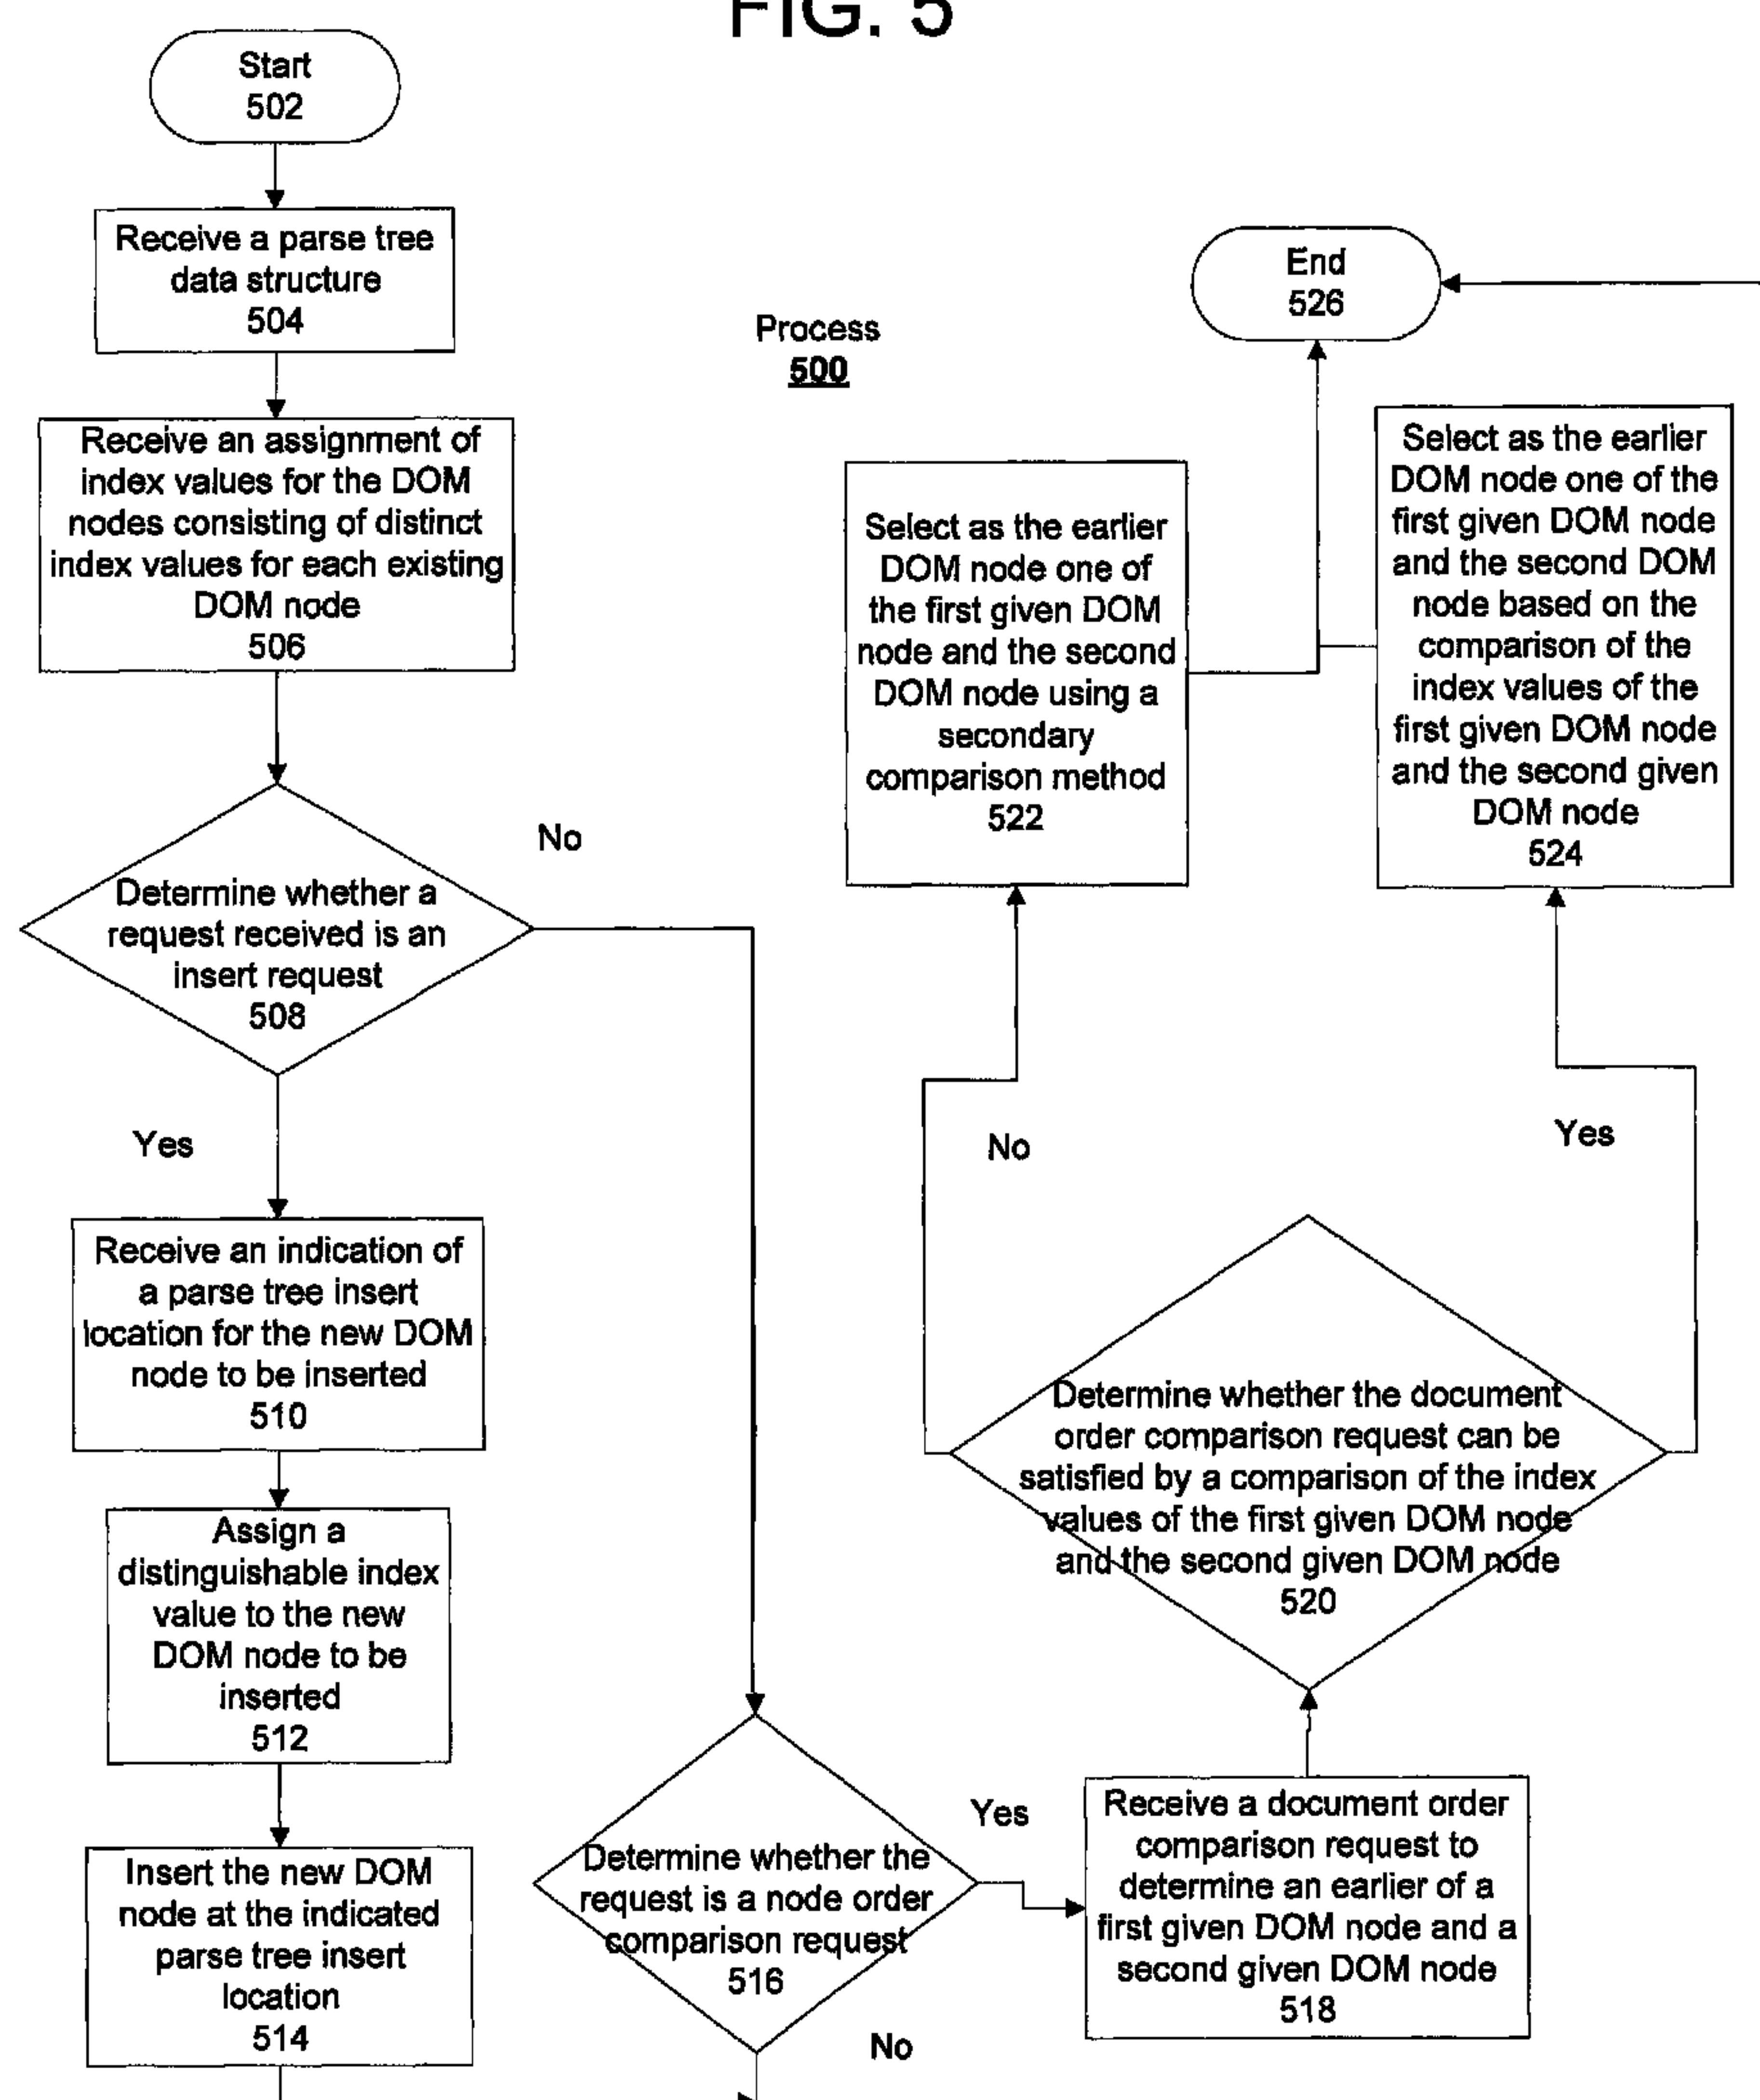 FIG. 5
Start
502
Receive a parse tree
data structure
504
Receive an assignment of
index values for the DOM
nodes consisting of distinct
index values for each existing
DOM node
506
Determine whether a
request received is an
insert request
508
No
Yes
Receive an indication of
a parse tree insert
location for the new DOM
node to be inserted
510
Assign a
distinguishable index
value to the new
DOM node to be
inserted
512
Insert the new DOM
node at the indicated
parse tree insert
location
514
Process
500
Determine whether the
request is a node order
comparison request
516
Yes
No
Receive a document order
comparison request to
determine an earlier of a
first given DOM node and a
second given DOM node
518
Determine whether the document
order comparison request can be
satisfied by a comparison of the index
values of the first given DOM node
and the second given DOM node
520
No
Yes
Select as the earlier
DOM node one of
the first given DOM
node and the second
DOM node using a
secondary
comparison method
522
Select as the earlier
DOM node one of the
first given DOM node
and the second DOM
node based on the
comparison of the
index values of the
first given DOM node
and the second given
DOM node
524
End
526